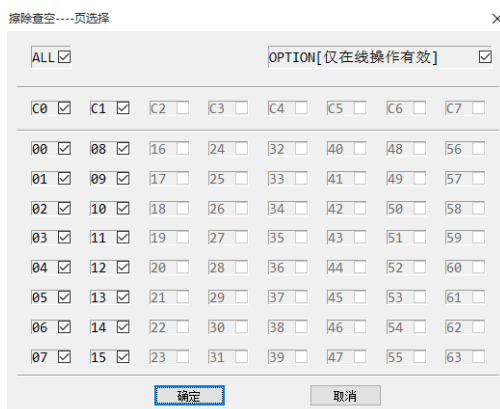 擦除查空----页选择
ALL OPTION[仅在线操作有效]
C0 C1 C2 C3 C4 C5 C6 C7
00 08 16 24 32 40 48 56
01 09 17 25 33 41 49 57
02 10 18 26 34 42 50 58
03 11 19 27 35 43 51 59
04 12 20 28 36 44 52 60
05 13 21 29 37 45 53 61
06 14 22 30 38 46 54 62
07 15 23 31 39 47 55 63
确定 取消